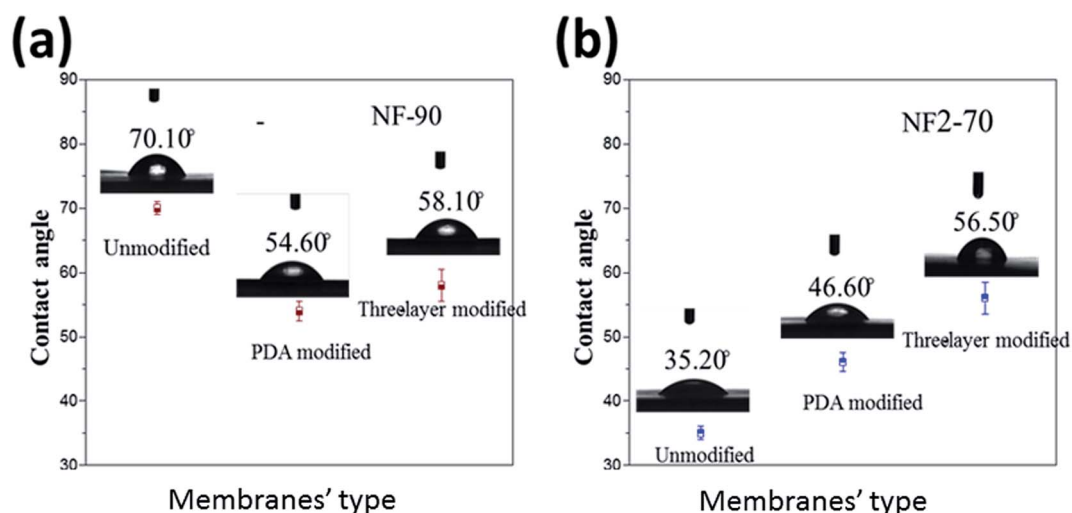 (a)
Contact angle
90
80
70
60
50
40
30
70.10°
Unmodified
-
54.60°
PDA modified
NF-90
58.10°
Threelayer modified
Membranes' type
(b)
Contact angle
90
80
70
60
50
40
30
35.20°
Unmodified
46.60°
PDA modified
NF2-70
56.50°
Threelayer modified
Membranes' type